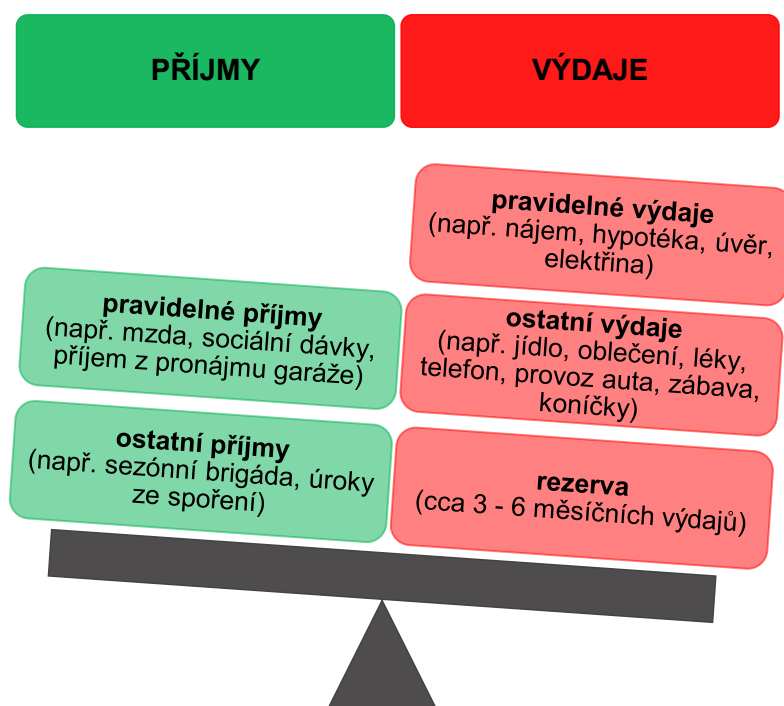 PŘÍJMY
VÝDAJE
pravidelné výdaje
(např. nájem, hypotéka, úvěr,
elektřina)
pravidelné příjmy
(např. mzda, sociální dávky,
příjem z pronájmu garáže)
ostatní výdaje
(např. jídlo, oblečení, léky,
telefon, provoz auta, zábava,
koníčky)
ostatní příjmy
(např. sezónní brigáda, úroky
ze spoření)
rezerva
(cca 3 - 6 měsíčních výdajů)